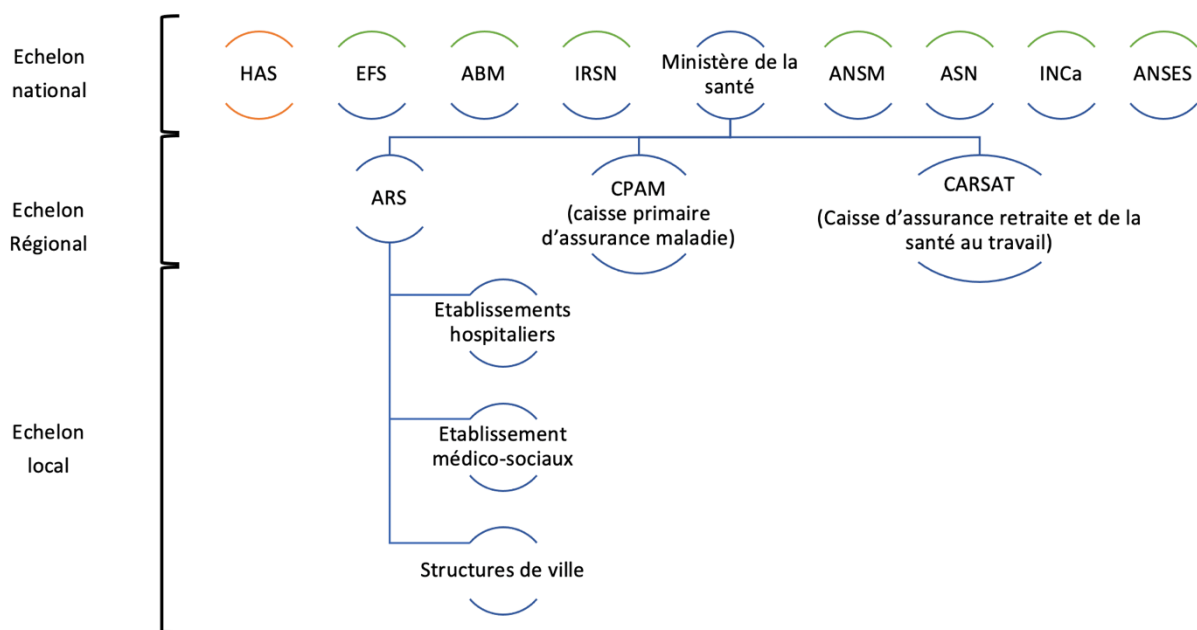 Echelon
national
HAS
EFS
ABM
IRSN
Ministère de la
santé
ANSM
ASN
INCa
ANSES
Echelon
Régional
ARS
CPAM
(caisse primaire
d'assurance maladie)
CARSAT
(Caisse d'assurance retraite et de la
santé au travail)
Echelon
local
Etablissements
hospitaliers
Etablissement
médico-sociaux
Structures de ville